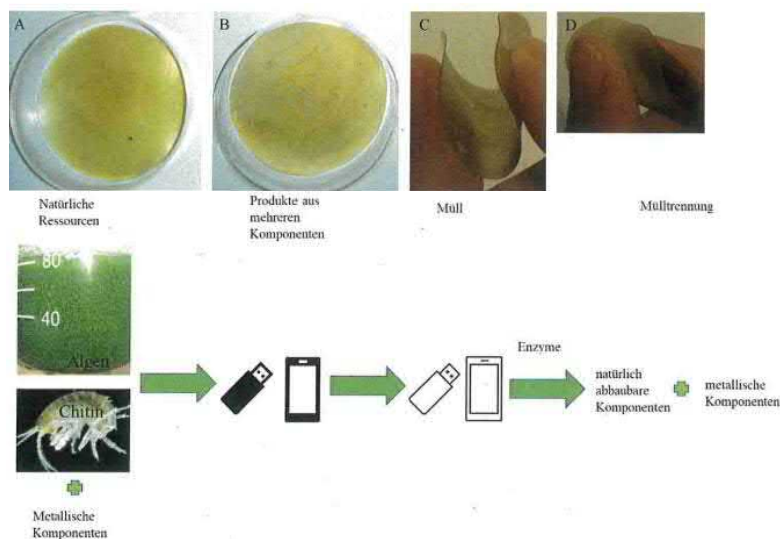 A
B
C
D
Natürliche
Ressourcen
Produkte aus
mehreren
Komponenten
Müll
Mülltrennung
80
40
Algen
Chitin
Metallische
Komponenten
Enzyme
natürlich
abbaubare
Komponenten
metallische
Komponenten